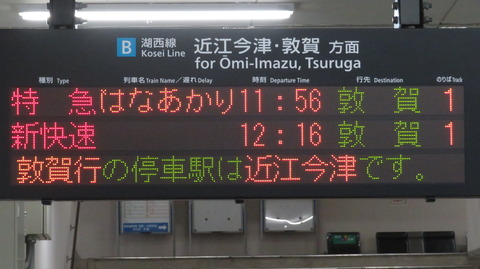 B 湖西線 近江今津・敦賀 方面
Kosei Line for Ōmi-Imazu, Tsuruga
種別 Type 列車名 Train Name／遅れ Delay 時刻 Departure Time 行先 Destination のりば Track
特 急 はなあかり 11：56 敦 賀 1
新快速 12：16 敦 賀 1
敦賀行の停車駅は近江今津です。